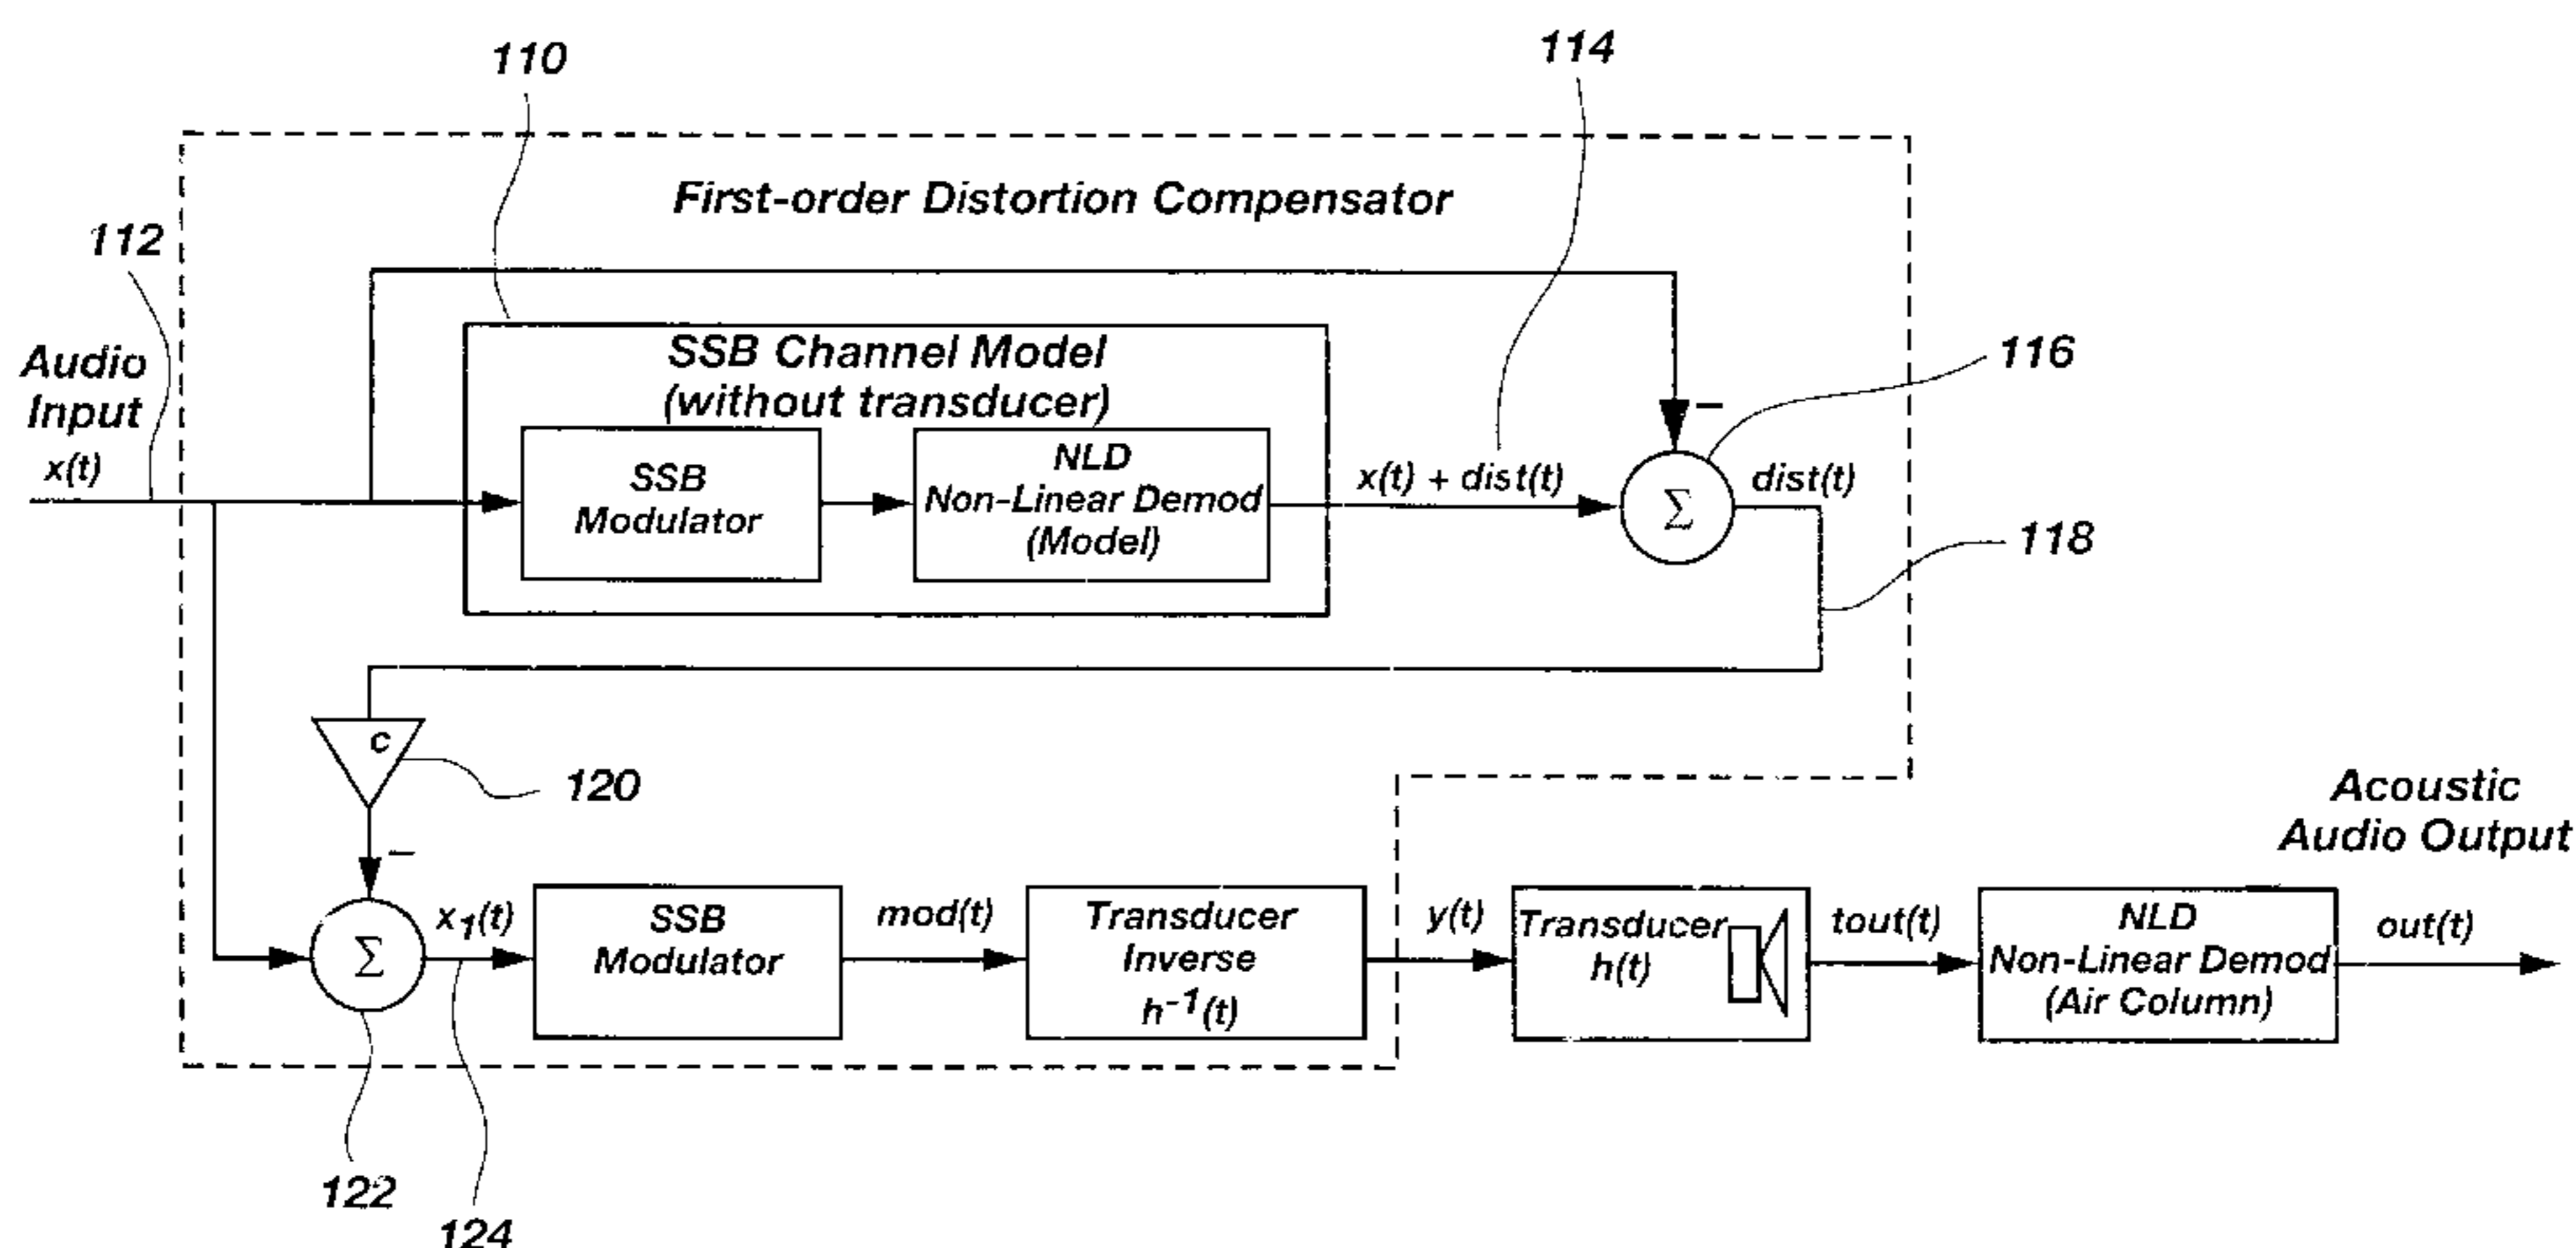 110
114
First-order Distortion Compensator
112
116
Audio
Input
x(t)
SSB Channel Model
(without transducer)
SSB
Modulator
NLD
Non-Linear Demod
(Model)
x(t) + dist(t)
–
Σ
dist(t)
118
c
120
–
Σ
x1(t)
SSB
Modulator
mod(t)
Transducer
Inverse
h-1(t)
y(t)
Transducer
h(t)
tout(t)
NLD
Non-Linear Demod
(Air Column)
out(t)
Acoustic
Audio Output
122
124